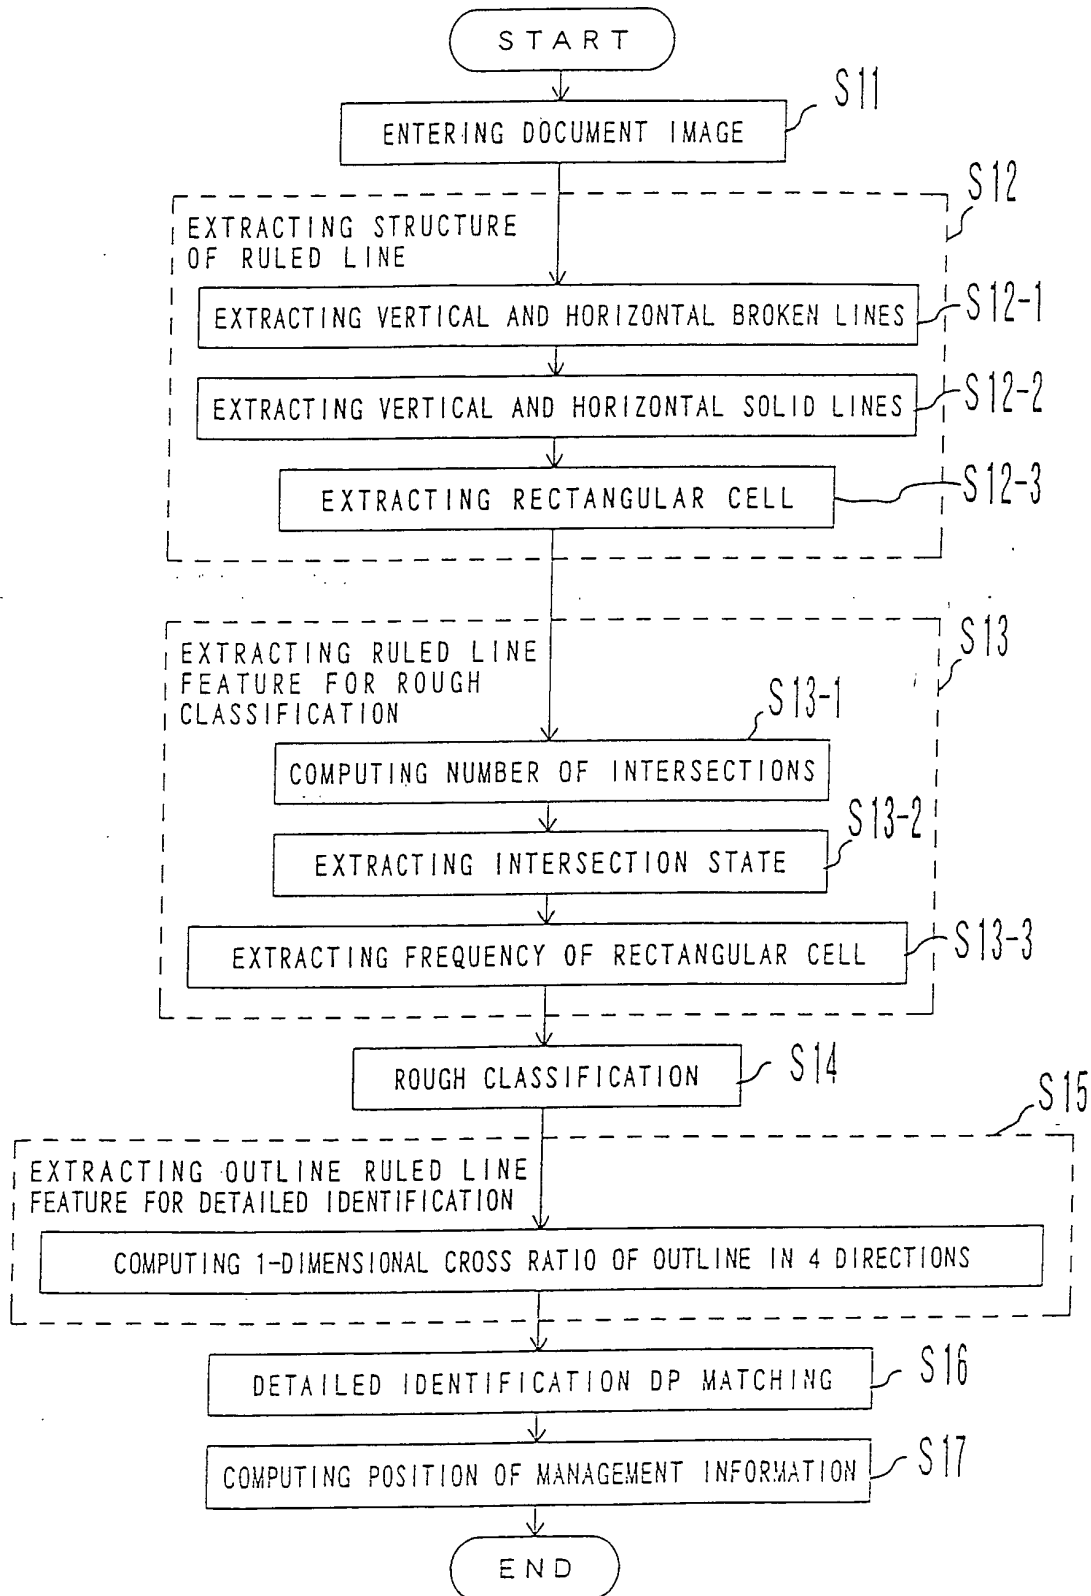 START
S11
ENTERING DOCUMENT IMAGE
S12
EXTRACTING STRUCTURE
OF RULED LINE
EXTRACTING VERTICAL AND HORIZONTAL BROKEN LINES
S12-1
EXTRACTING VERTICAL AND HORIZONTAL SOLID LINES
S12-2
EXTRACTING RECTANGULAR CELL
S12-3
S13
EXTRACTING RULED LINE
FEATURE FOR ROUGH
CLASSIFICATION
S13-1
COMPUTING NUMBER OF INTERSECTIONS
S13-2
EXTRACTING INTERSECTION STATE
EXTRACTING FREQUENCY OF RECTANGULAR CELL
S13-3
ROUGH CLASSIFICATION
S14
S15
EXTRACTING OUTLINE RULED LINE
FEATURE FOR DETAILED IDENTIFICATION
COMPUTING 1-DIMENSIONAL CROSS RATIO OF OUTLINE IN 4 DIRECTIONS
DETAILED IDENTIFICATION DP MATCHING
S16
COMPUTING POSITION OF MANAGEMENT INFORMATION
S17
END